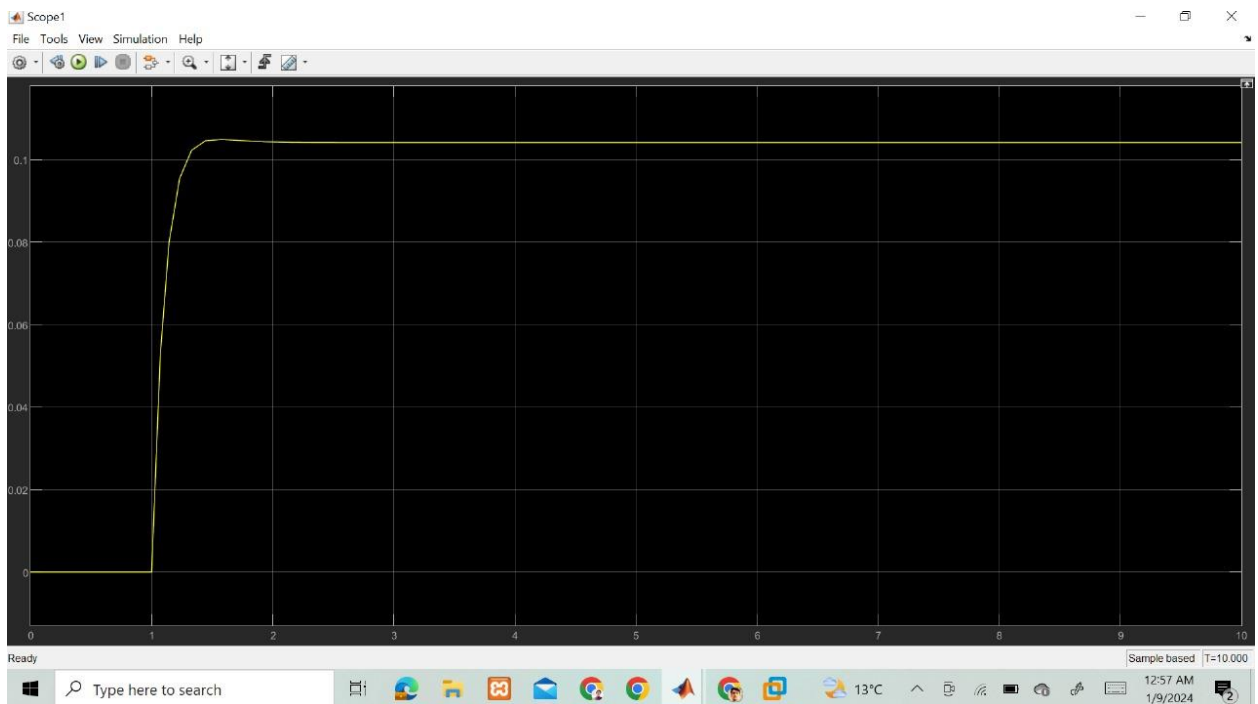 Scope1
File Tools View Simulation Help
0.1
0.08
0.06
0.04
0.02
0
0 1 2 3 4 5 6 7 8 9 10
Ready
Sample based T=10.000
Type here to search
13°C
12:57 AM
1/9/2024
2